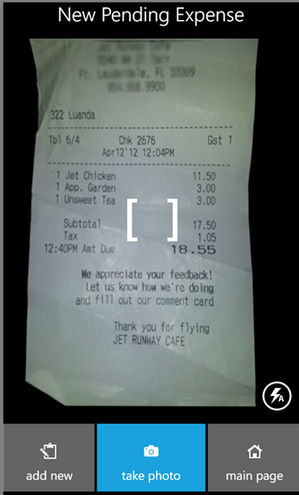 New Pending Expense
Jet Runway Cafe
Ft. Lauderdale, FL 33309
322 Luanda
Tbl 6/4 Chk 2676 Gst 1
Apr12'12 12:04PM
1 Jet Chicken 11.50
1 App. Garden 3.00
1 Unsweet Tea 3.00
Subtotal 17.50
Tax 1.05
12:40PM Amt Due 18.55
We appreciate your feedback!
Let us know how we're doing
and fill out our comment card
Thank you for flying
JET RUNWAY CAFE
A
add new
take photo
main page